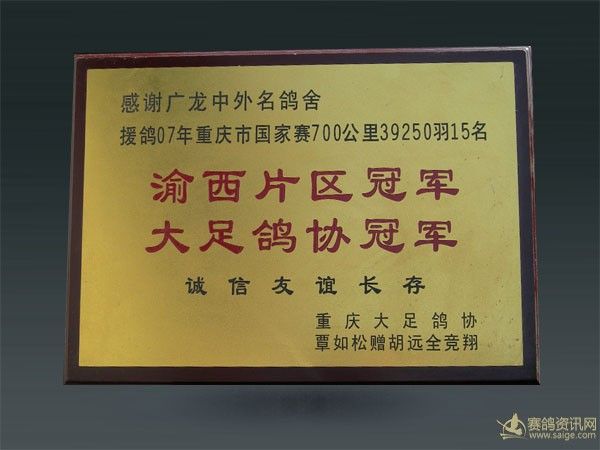 感谢广龙中外名鸽舍
援鸽07年重庆市国家赛700公里39250羽15名
渝西片区冠军
大足鸽协冠军
诚信友谊长存
重庆大足鸽协
覃如松赠胡远全竞翔
赛鸽资讯网
www.saige.com